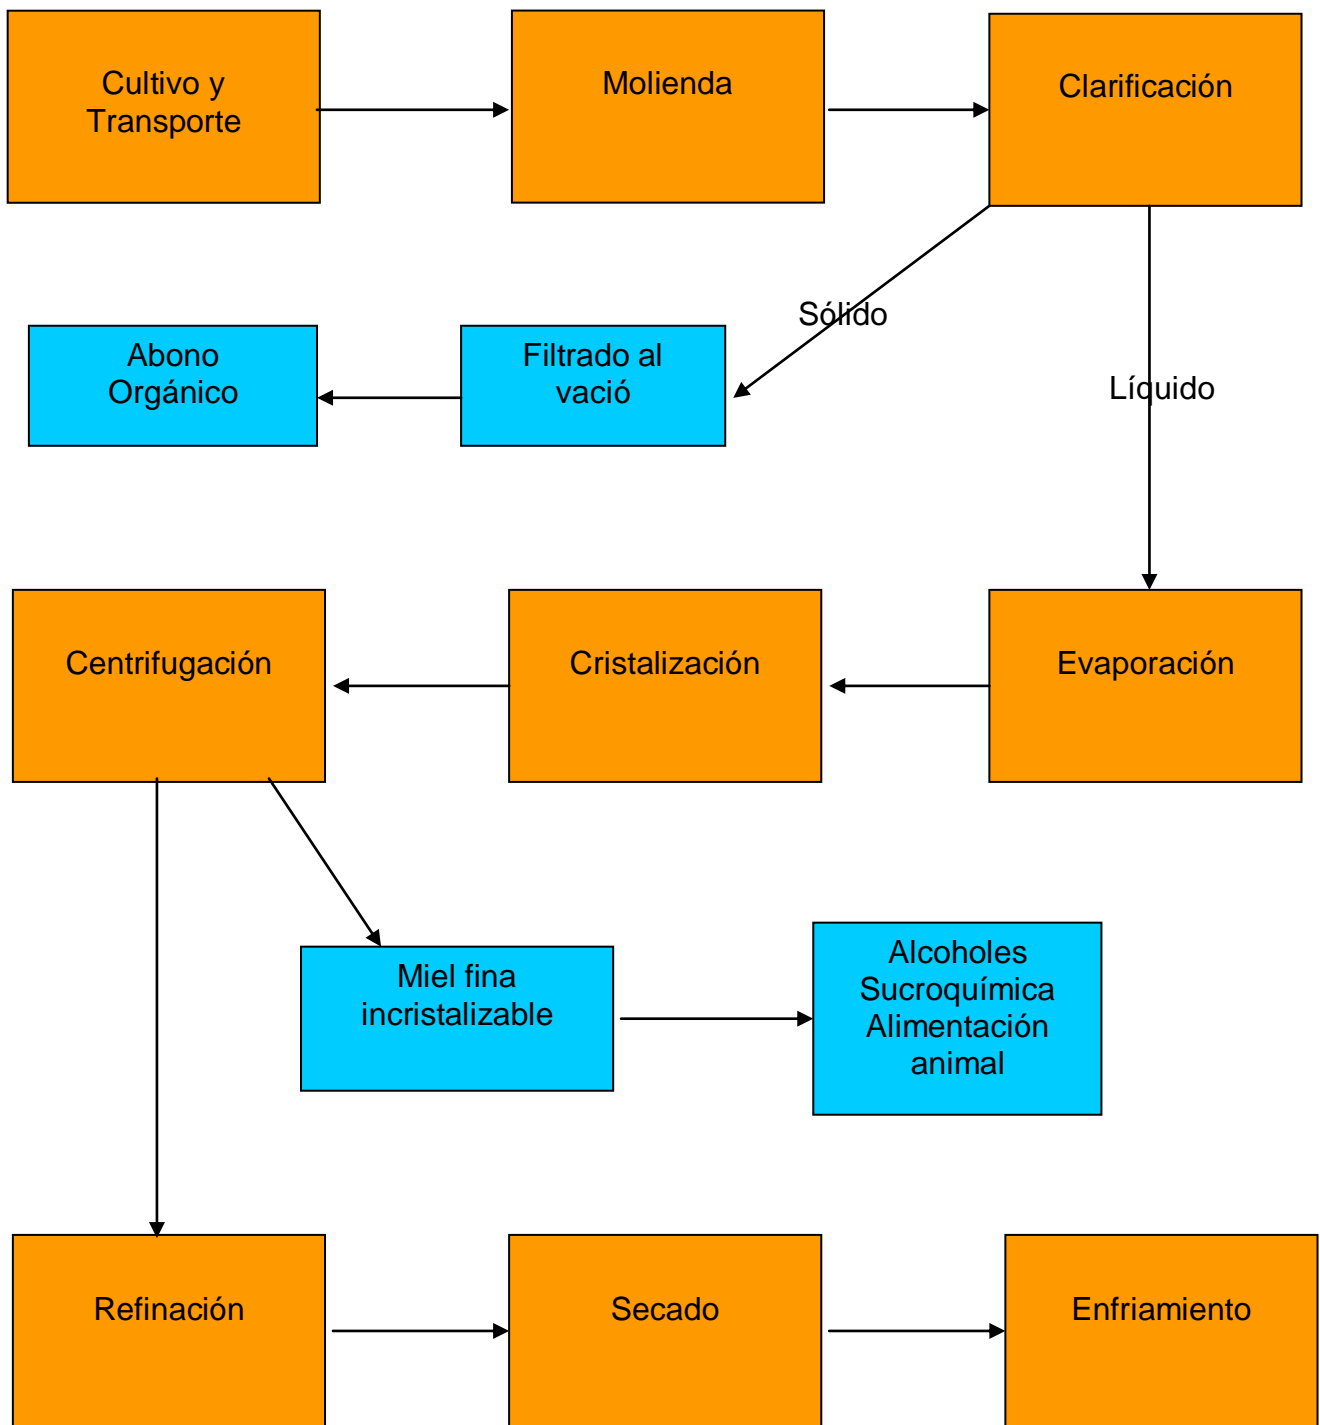 Cultivo y
Transporte
Molienda
Clarificación
Sólido
Líquido
Abono
Orgánico
Filtrado al
vació
Centrifugación
Cristalización
Evaporación
Miel fina
incristalizable
Alcoholes
Sucroquímica
Alimentación
animal
Refinación
Secado
Enfriamiento